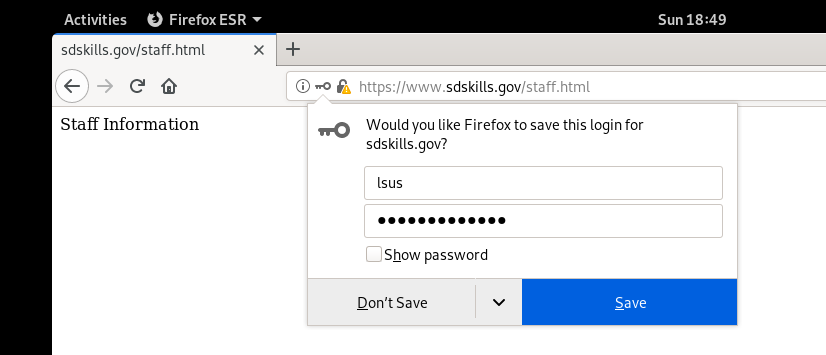 Activities Firefox ESR Sun 18:49
sdskills.gov/staff.html
https://www.sdskills.gov/staff.html
Staff Information
Would you like Firefox to save this login for
sdskills.gov?
lsus
●●●●●●●●●●●●●
Show password
Don't Save Save